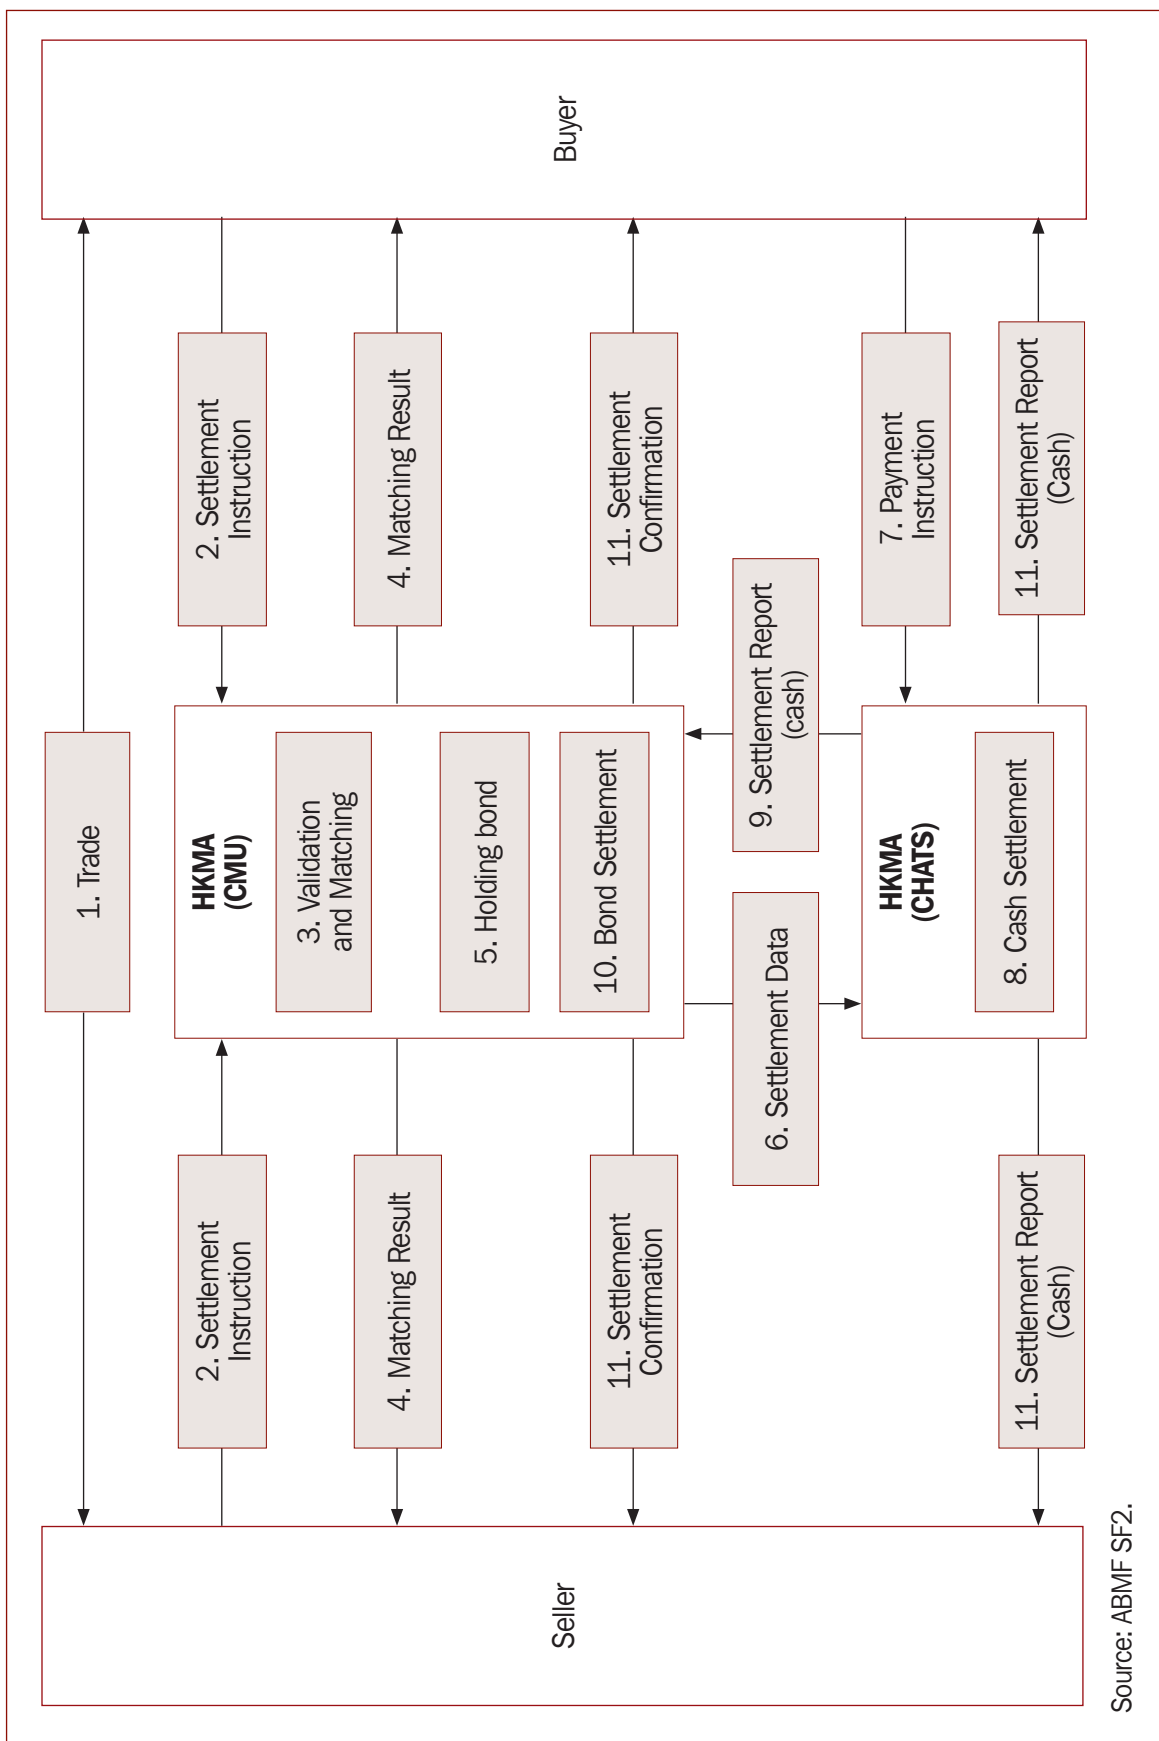 Seller
Buyer
1. Trade
2. Settlement
Instruction
HKMA
(CMU)
2. Settlement
Instruction
3. Validation
and Matching
4. Matching Result
4. Matching Result
5. Holding bond
11. Settlement
Confirmation
10. Bond Settlement
11. Settlement
Confirmation
6. Settlement Data
9. Settlement Report
(cash)
HKMA
(CHATS)
7. Payment
Instruction
11. Settlement Report
(Cash)
8. Cash Settlement
11. Settlement Report
(Cash)
Source: ABMF SF2.